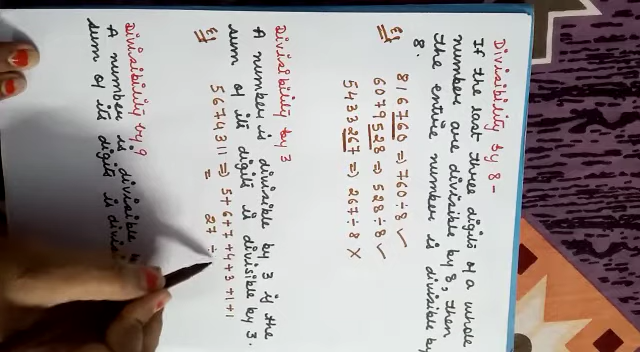 Divisibility by 8 -
If the last three digits of a whole
number are divisible by 8, then
the entire number is divisible by
8.
Eg 816760 ⇒ 760÷8 ✓
6079528 ⇒ 528÷8 ✓
5433267 ⇒ 267÷8 ×
Divisibility by 3
A number is divisible by 3 if the
sum of its digits is divisible by 3.
Eg 5674311 ⇒ 5+6+7+4+3+1+1
= 27 ÷
Divisibility by 9
A number is divisible
sum of its digits is